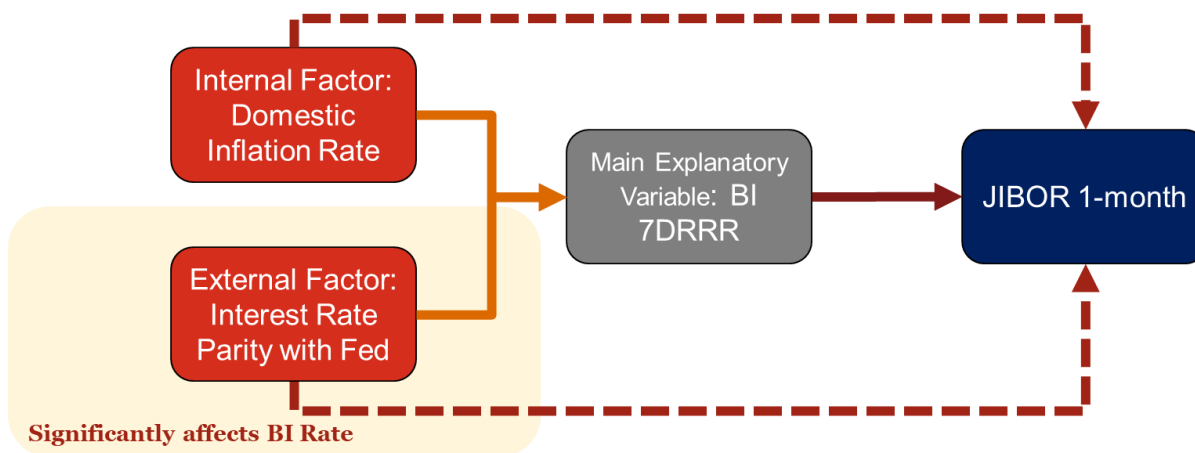 Internal Factor:
Domestic
Inflation Rate
Main Explanatory
Variable: BI
7DRRR
JIBOR 1-month
External Factor:
Interest Rate
Parity with Fed
Significantly affects BI Rate